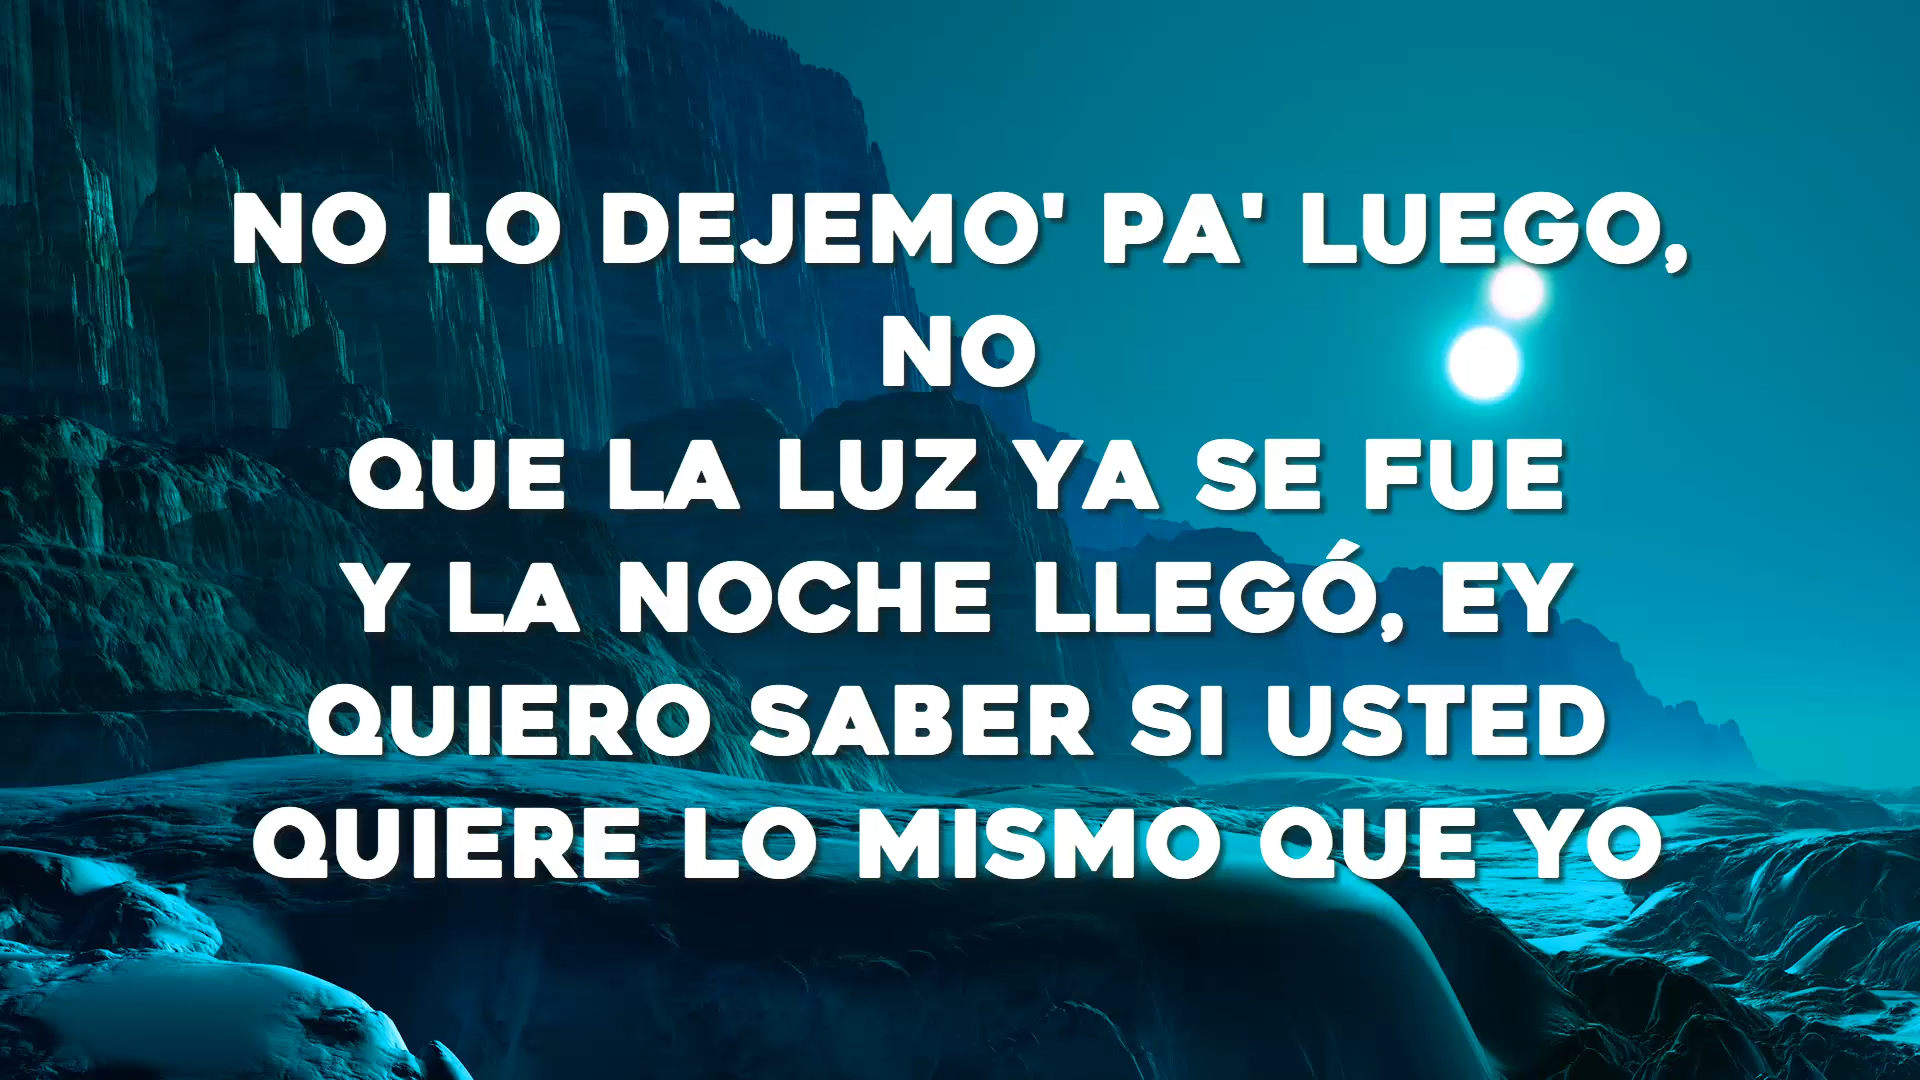 NO LO DEJEMO' PA' LUEGO,
NO
QUE LA LUZ YA SE FUE
Y LA NOCHE LLEGÓ, EY
QUIERO SABER SI USTED
QUIERE LO MISMO QUE YO